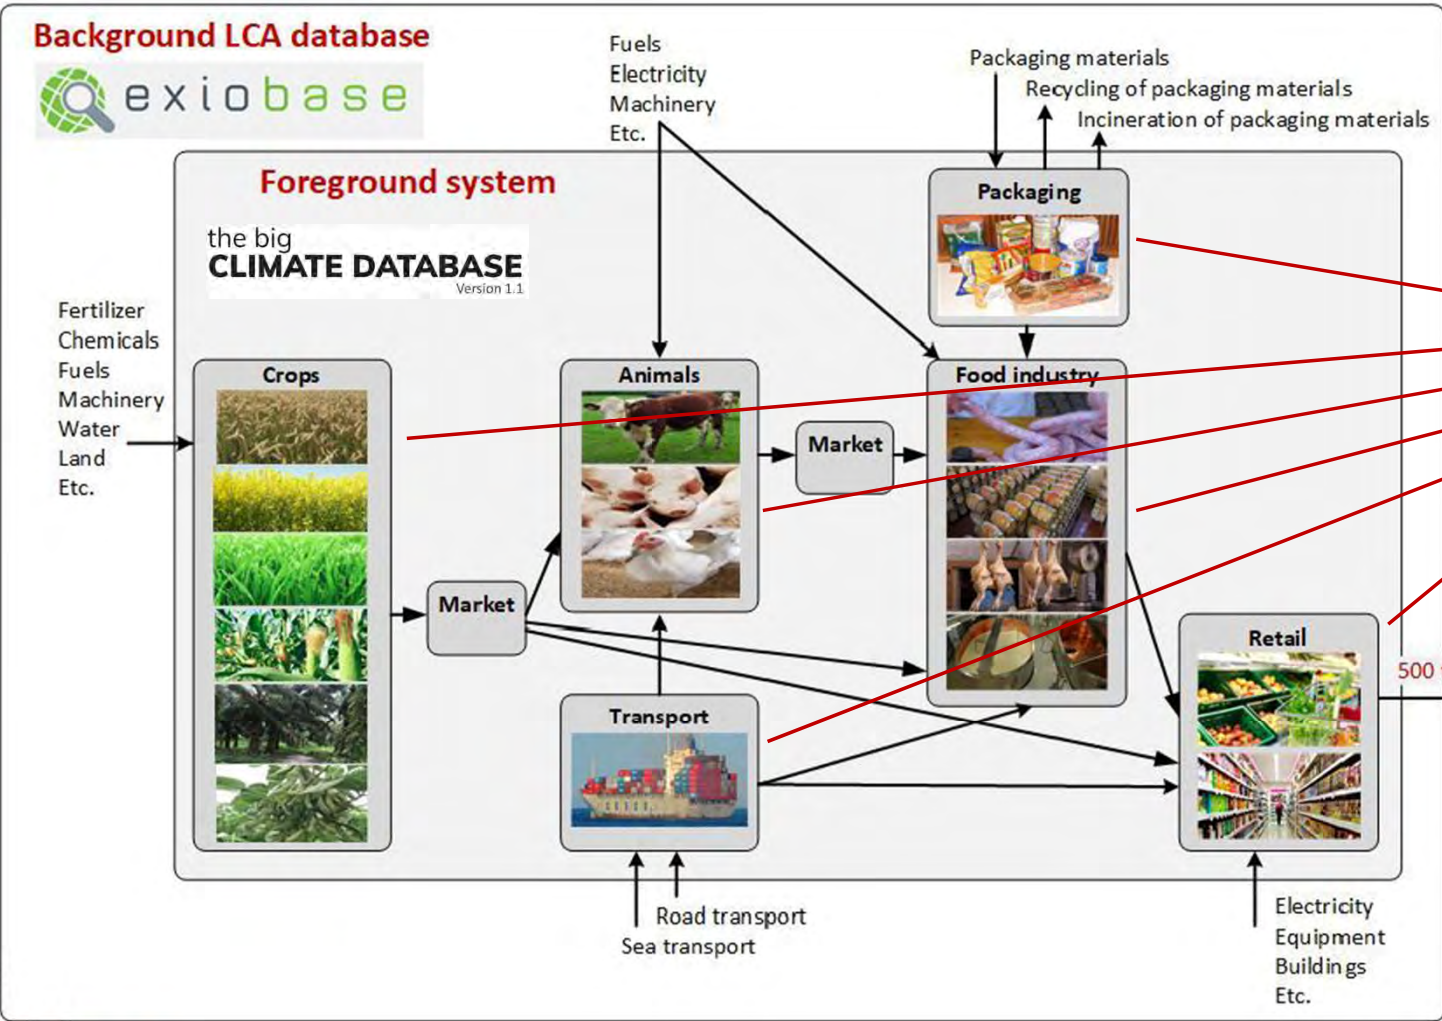 Background LCA database
exiobase
Fuels
Electricity
Machinery
Etc.
Packaging materials
Recycling of packaging materials
Incineration of packaging materials
Foreground system
the big
CLIMATE DATABASE
Version 1.1
Packaging
Fertilizer
Chemicals
Fuels
Machinery
Water
Land
Etc.
Crops
Animals
Market
Food industry
Market
Transport
Retail
500
Road transport
Sea transport
Electricity
Equipment
Buildings
Etc.